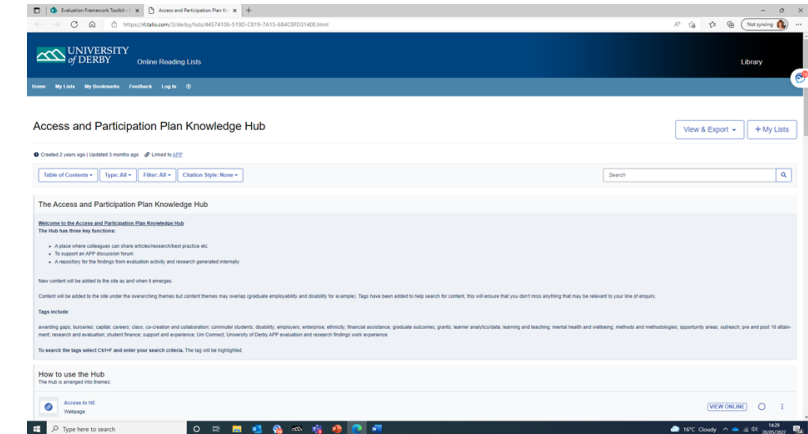 Evaluation Framework Toolkit
Access and Participation Plan Kn
https://rl.talis.com/3/derby/lists/44574106-519D-C819-7A15-684C8FD3140E.html
Not syncing
UNIVERSITY
of DERBY
Online Reading Lists
Library
Home My Lists My Bookmarks Feedback Log In
Access and Participation Plan Knowledge Hub
View & Export
+ My Lists
Created 2 years ago | Updated 3 months ago Linked to APP
Table of Contents
Type: All
Filter: All
Citation Style: None
Search
The Access and Participation Plan Knowledge Hub
Welcome to the Access and Participation Plan Knowledge Hub
The Hub has three key functions:
• A place where colleagues can share articles/research/best practice etc.
• To support an APP discussion forum
• A repository for the findings from evaluation activity and research generated internally
New content will be added to the site as and when it emerges.
Content will be added to the site under the overarching themes but content themes may overlap (graduate employability and disability for example). Tags have been added to help search for content, this will ensure that you don't miss anything that may be relevant to your line of enquiry.
Tags include
awarding gaps; bursaries; capital; careers; class; co-creation and collaboration; commuter students; disability; employers; enterprise; ethnicity; financial assistance; graduate outcomes; grants; learner analytics/data; learning and teaching; mental health and wellbeing; methods and methodologies; opportunity areas; outreach; pre and post 16 attain-
ment; research and evaluation; student finance; support and experience; Uni Connect; University of Derby APP evaluation and research findings work experience
To search the tags select Ctrl+F and enter your search criteria. The tag will be highlighted
How to use the Hub
The Hub is arranged into themes:
Access to HE
Webpage
VIEW ONLINE
Type here to search
16°C Cloudy
14:29
30/05/2022